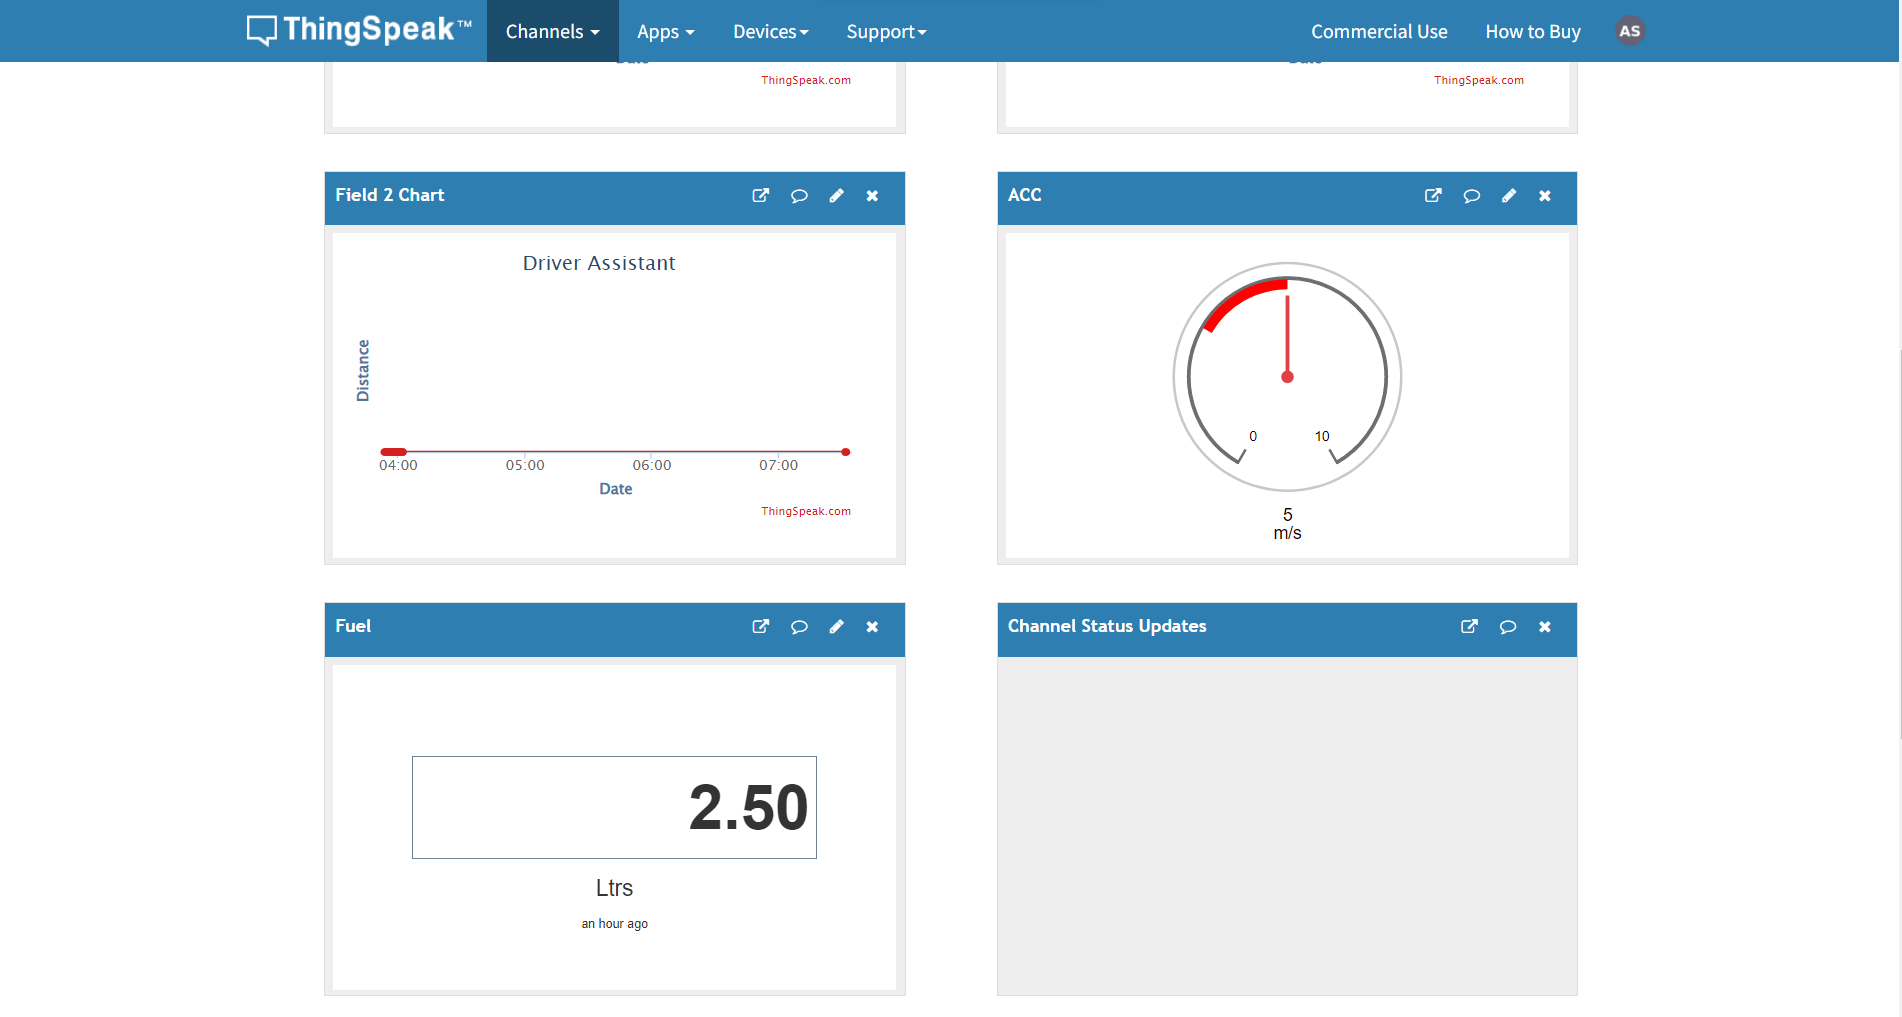 ThingSpeak™ Channels Apps Devices Support Commercial Use How to Buy AS
ThingSpeak.com
ThingSpeak.com
Field 2 Chart
Driver Assistant
Distance
04:00 05:00 06:00 07:00
Date
ThingSpeak.com
ACC
0 10
5
m/s
Fuel
2.50
Ltrs
an hour ago
Channel Status Updates